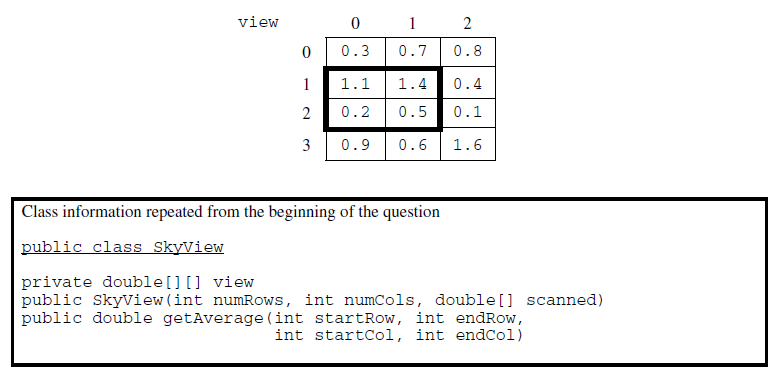 view 0 1 2
0 0.3 0.7 0.8
1 1.1 1.4 0.4
2 0.2 0.5 0.1
3 0.9 0.6 1.6
Class information repeated from the beginning of the question
public class SkyView
private double[][] view
public SkyView(int numRows, int numCols, double[] scanned)
public double getAverage(int startRow, int endRow,
int startCol, int endCol)